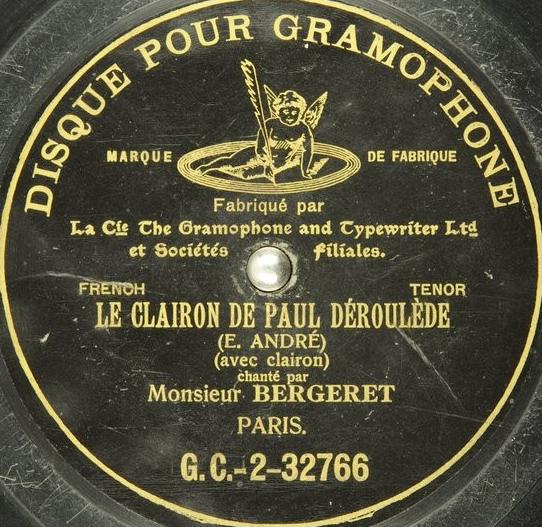 DISQUE POUR GRAMOPHONE
MARQUE DE FABRIQUE
Fabriqué par
La Cie The Gramophone and Typewriter Ltd
et Sociétés filiales.
FRENCH TENOR
LE CLAIRON DE PAUL DÉROULÈDE
(E. ANDRÉ)
(avec clairon)
chanté par
Monsieur BERGERET
PARIS.
G.C.-2-32766